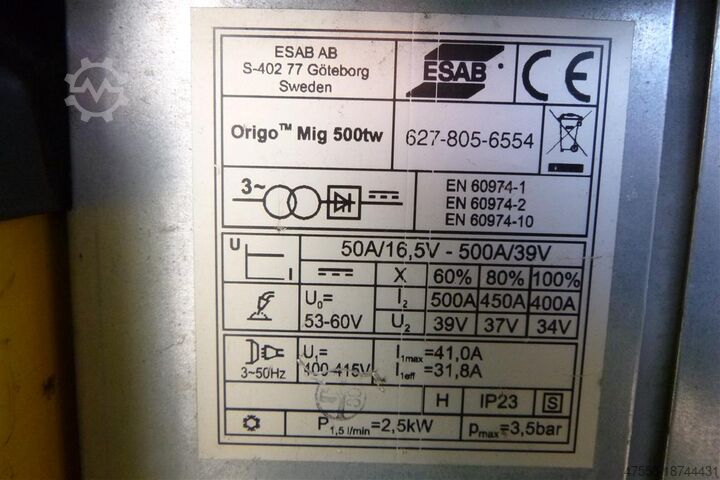 ESAB AB
S-402 77 Göteborg
Sweden
ESAB
CE
Origo™ Mig 500tw
627-805-6554
3~
EN 60974-1
EN 60974-2
EN 60974-10
U
I
50A/16,5V - 500A/39V
X 60% 80% 100%
U₀=
53-60V
I₂ 500A 450A 400A
U₂ 39V 37V 34V
3~50Hz
U₁=
400-415V
I₁max=41,0A
I₁eff=31,8A
H IP23 S
P1,5 l/min=2,5kW
pmax=3,5bar